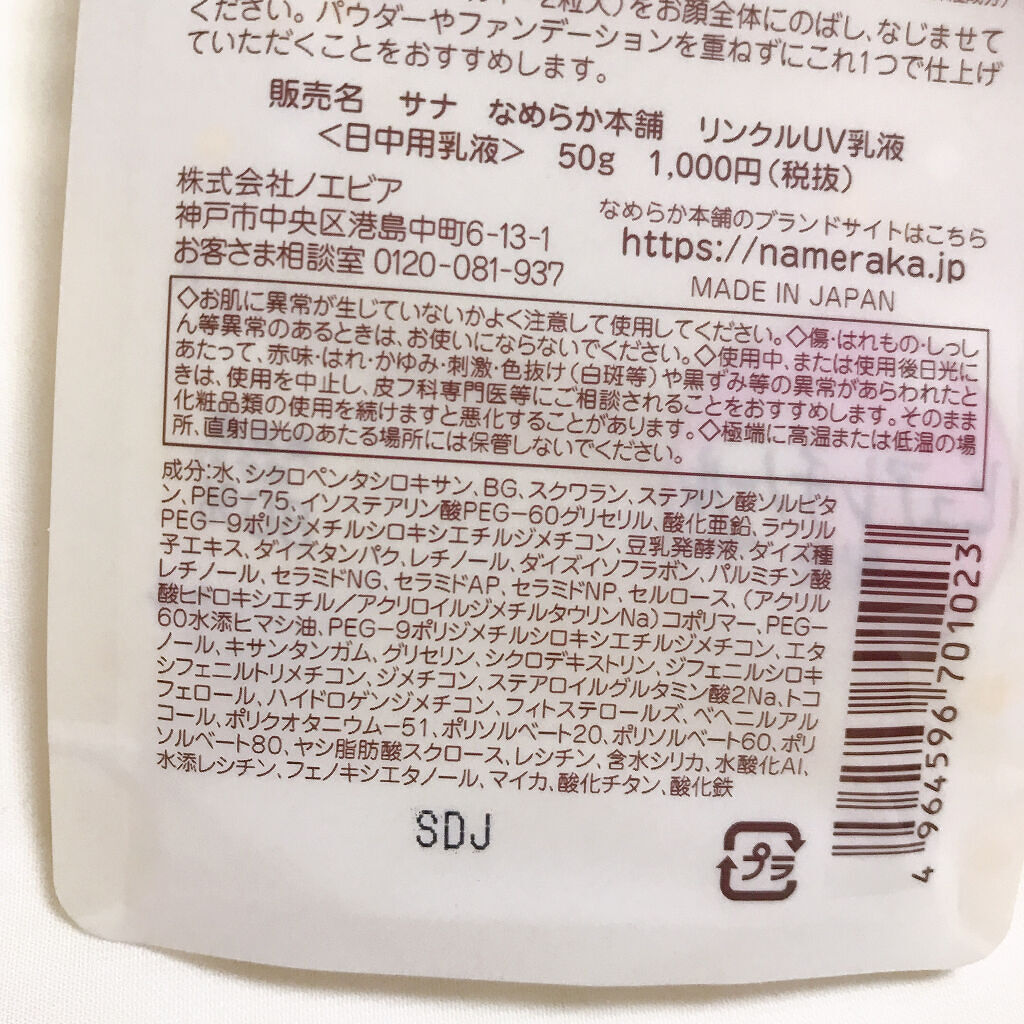 をお顔全体にのばし、なじませて
ください。パウダーやファンデーションを重ねずにこれ1つで仕上げ
ていただくことをおすすめします。
販売名 サナ なめらか本舗 リンクルUV乳液
<日中用乳液> 50g 1,000円(税抜)
株式会社ノエビア
神戸市中央区港島中町6-13-1
お客さま相談室 0120-081-937
なめらか本舗のブランドサイトはこちら
https://nameraka.jp
MADE IN JAPAN
◇お肌に異常が生じていないかよく注意して使用してください。◇傷・はれもの・しっし
ん等異常のあるときは、お使いにならないでください。◇使用中、または使用後日光に
あたって、赤味・はれ・かゆみ・刺激・色抜け(白斑等)や黒ずみ等の異常があらわれたと
きは、使用を中止し、皮フ科専門医等にご相談されることをおすすめします。そのまま
化粧品類の使用を続けますと悪化することがあります。◇極端に高温または低温の場
所、直射日光のあたる場所には保管しないでください。
成分:水、シクロペンタシロキサン、BG、スクワラン、ステアリン酸ソルビタ
ン、PEG-75、イソステアリン酸PEG-60グリセリル、酸化亜鉛、ラウリル
PEG-9ポリジメチルシロキシエチルジメチコン、豆乳発酵液、ダイズ種
子エキス、ダイズタンパク、レチノール、ダイズイソフラボン、パルミチン酸
レチノール、セラミドNG、セラミドAP、セラミドNP、セルロース、(アクリル
酸ヒドロキシエチル/アクリロイルジメチルタウリンNa)コポリマー、PEG-
60水添ヒマシ油、PEG-9ポリジメチルシロキシエチルジメチコン、エタ
ノール、キサンタンガム、グリセリン、シクロデキストリン、ジフェニルシロキ
シフェニルトリメチコン、ジメチコン、ステアロイルグルタミン酸2Na、トコ
フェロール、ハイドロゲンジメチコン、フィトステロールズ、ベヘニルアル
コール、ポリクオタニウム-51、ポリソルベート20、ポリソルベート60、ポリ
ソルベート80、ヤシ脂肪酸スクロース、レシチン、含水シリカ、水酸化Al、
水添レシチン、フェノキシエタノール、マイカ、酸化チタン、酸化鉄
4964596701023
SDJ
プラ